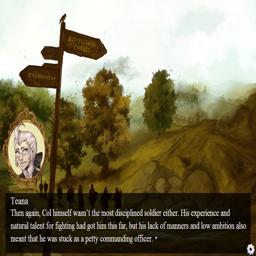 Teana
Then again, Col himself wasn't the most disciplined soldier either. His experience and
natural talent for fighting had got him this far, but his lack of manners and low ambition also
meant that he was stuck as a petty commanding officer.